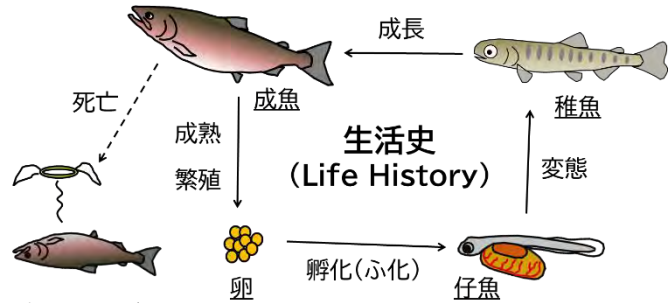 成長
死亡
成魚
稚魚
成熟
繁殖
生活史
(Life History)
変態
卵
孵化(ふ化)
仔魚